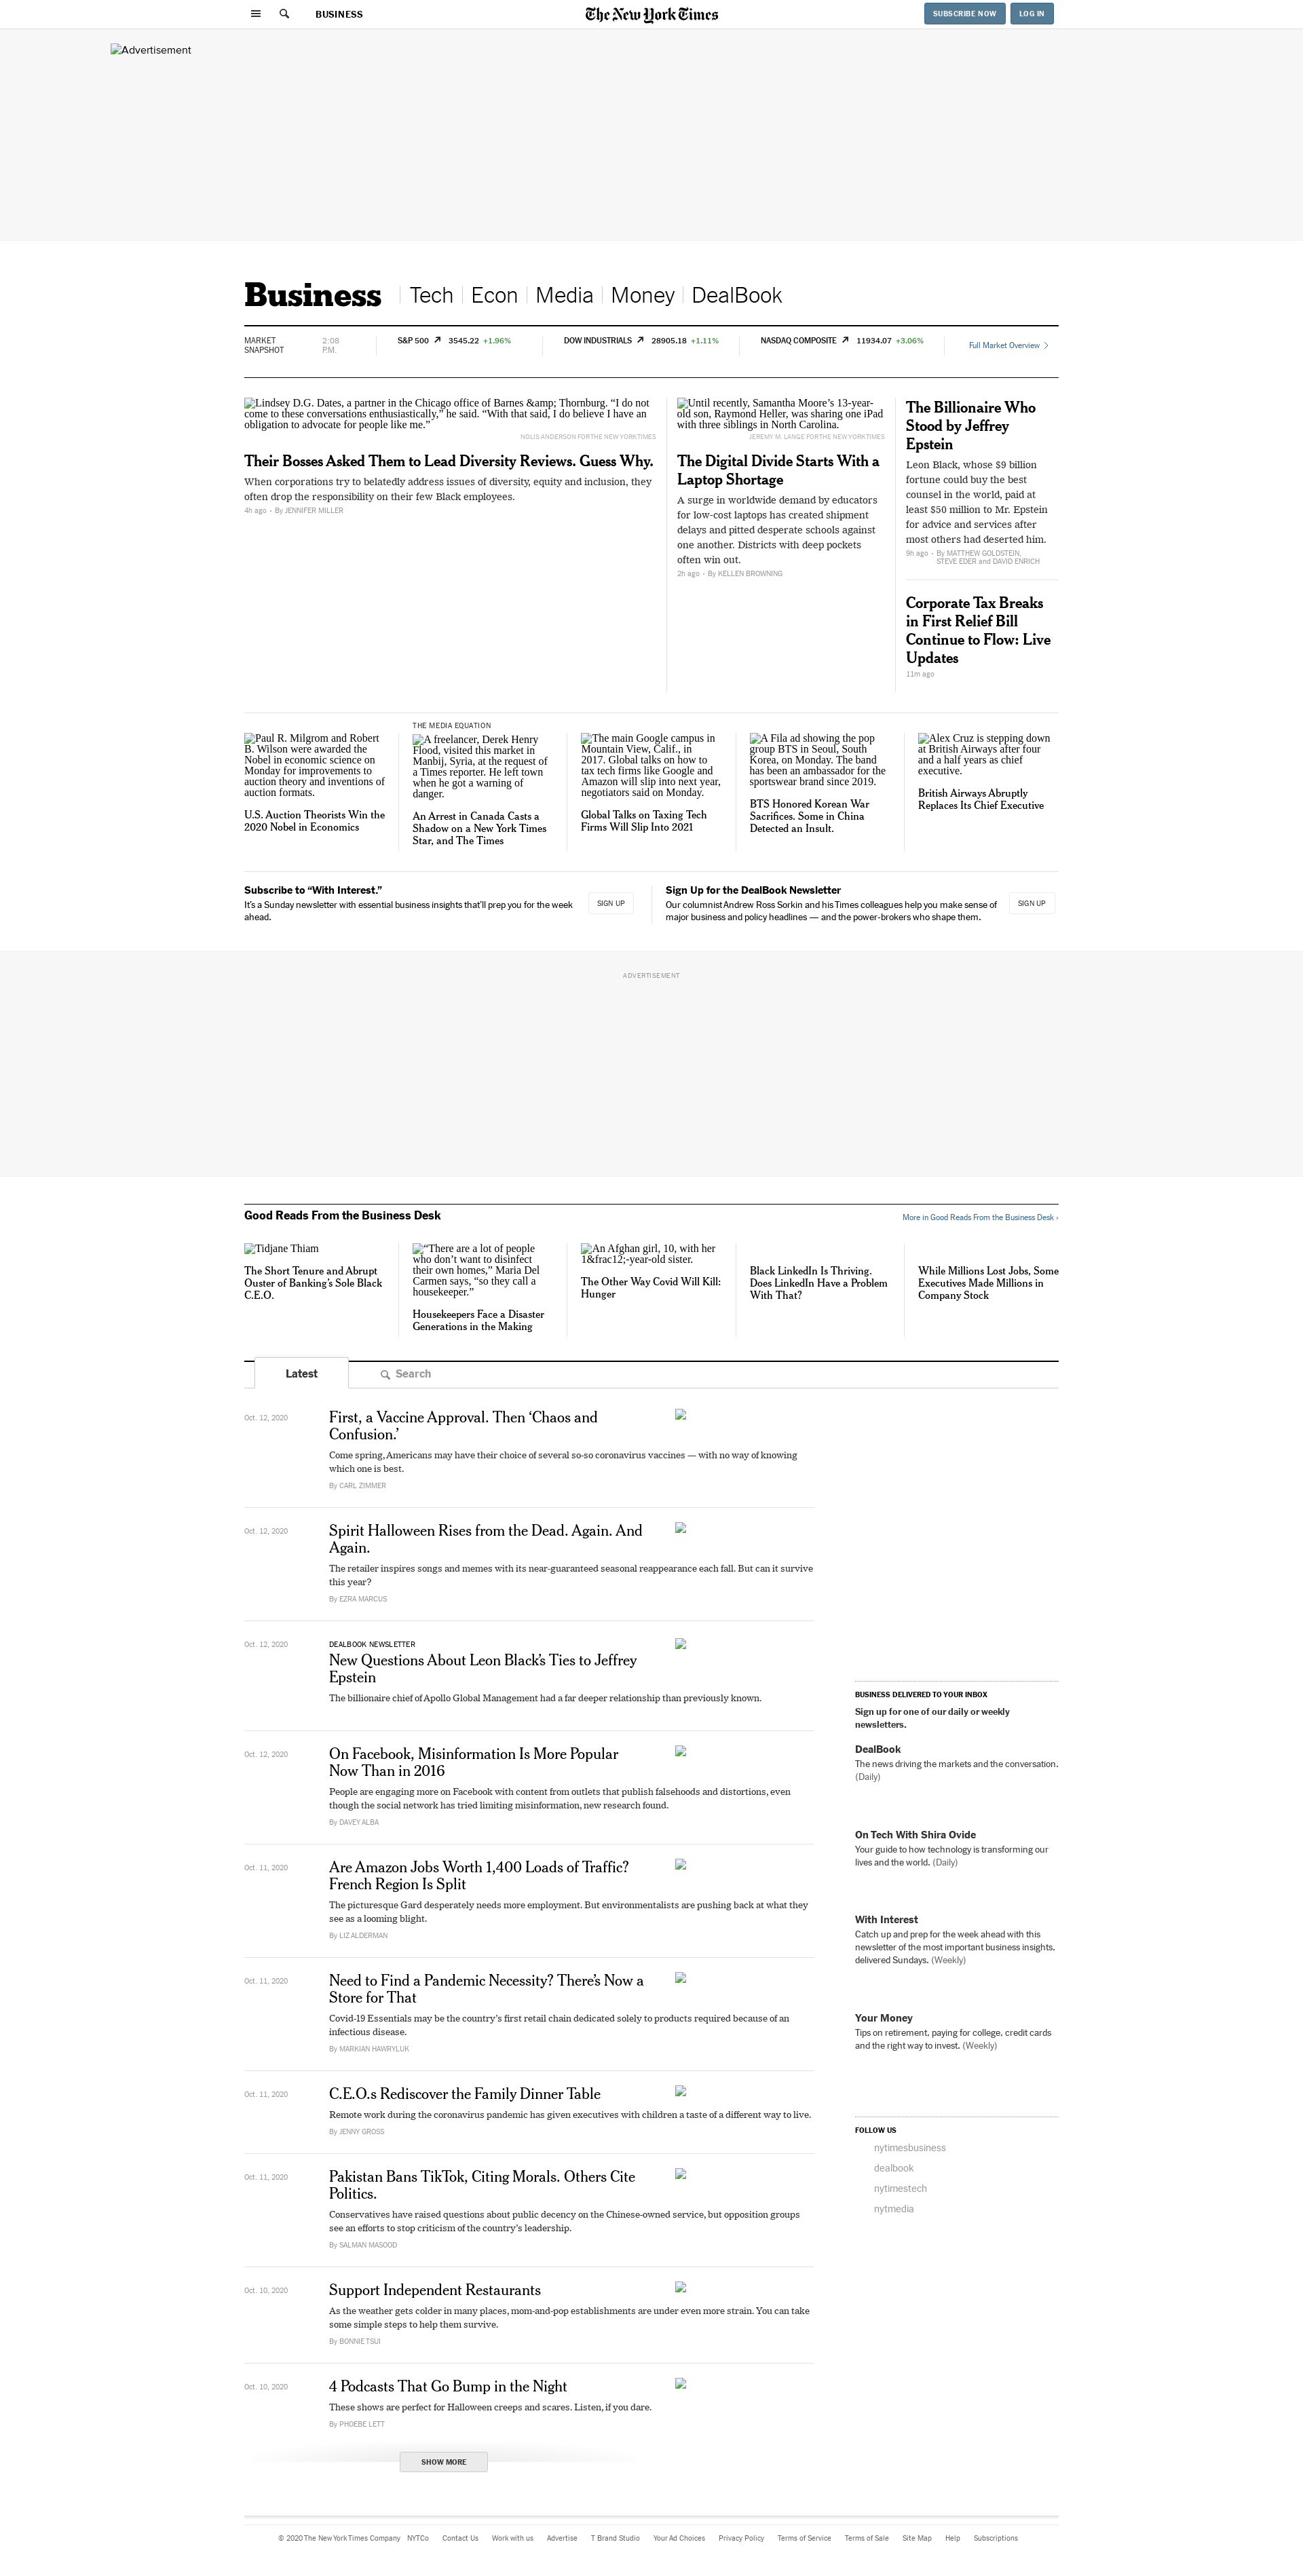 BUSINESS
The New York Times
SUBSCRIBE NOW
LOG IN
Advertisement
Business
Tech
Econ
Media
Money
DealBook
MARKET
SNAPSHOT
2:08
P.M.
S&P 500 3545.22 +1.96%
DOW INDUSTRIALS 28905.18 +1.11%
NASDAQ COMPOSITE 11934.07 +3.06%
Full Market Overview
Lindsey D.G. Dates, a partner in the Chicago office of Barnes &amp; Thornburg. “I do not
come to these conversations enthusiastically,” he said. “With that said, I do believe I have an
obligation to advocate for people like me.”
NOLIS ANDERSON FOR THE NEW YORK TIMES
Their Bosses Asked Them to Lead Diversity Reviews. Guess Why.
When corporations try to belatedly address issues of diversity, equity and inclusion, they
often drop the responsibility on their few Black employees.
4h ago · By JENNIFER MILLER
Until recently, Samantha Moore’s 13-year-
old son, Raymond Heller, was sharing one iPad
with three siblings in North Carolina.
JEREMY M. LANGE FOR THE NEW YORK TIMES
The Digital Divide Starts With a
Laptop Shortage
A surge in worldwide demand by educators
for low-cost laptops has created shipment
delays and pitted desperate schools against
one another. Districts with deep pockets
often win out.
2h ago · By KELLEN BROWNING
The Billionaire Who
Stood by Jeffrey
Epstein
Leon Black, whose $9 billion
fortune could buy the best
counsel in the world, paid at
least $50 million to Mr. Epstein
for advice and services after
most others had deserted him.
9h ago · By MATTHEW GOLDSTEIN,
STEVE EDER and DAVID ENRICH
Corporate Tax Breaks
in First Relief Bill
Continue to Flow: Live
Updates
11m ago
Paul R. Milgrom and Robert
B. Wilson were awarded the
Nobel in economic science on
Monday for improvements to
auction theory and inventions of
auction formats.
U.S. Auction Theorists Win the
2020 Nobel in Economics
THE MEDIA EQUATION
A freelancer, Derek Henry
Flood, visited this market in
Manbij, Syria, at the request of
a Times reporter. He left town
when he got a warning of
danger.
An Arrest in Canada Casts a
Shadow on a New York Times
Star, and The Times
The main Google campus in
Mountain View, Calif., in
2017. Global talks on how to
tax tech firms like Google and
Amazon will slip into next year,
negotiators said on Monday.
Global Talks on Taxing Tech
Firms Will Slip Into 2021
A Fila ad showing the pop
group BTS in Seoul, South
Korea, on Monday. The band
has been an ambassador for the
sportswear brand since 2019.
BTS Honored Korean War
Sacrifices. Some in China
Detected an Insult.
Alex Cruz is stepping down
at British Airways after four
and a half years as chief
executive.
British Airways Abruptly
Replaces Its Chief Executive
Subscribe to “With Interest.”
It’s a Sunday newsletter with essential business insights that’ll prep you for the week
ahead.
SIGN UP
Sign Up for the DealBook Newsletter
Our columnist Andrew Ross Sorkin and his Times colleagues help you make sense of
major business and policy headlines — and the power-brokers who shape them.
SIGN UP
ADVERTISEMENT
Good Reads From the Business Desk
More in Good Reads From the Business Desk ›
Tidjane Thiam
The Short Tenure and Abrupt
Ouster of Banking’s Sole Black
C.E.O.
“There are a lot of people
who don’t want to disinfect
their own homes,” Maria Del
Carmen says, “so they call a
housekeeper.”
Housekeepers Face a Disaster
Generations in the Making
An Afghan girl, 10, with her
1&frac12;-year-old sister.
The Other Way Covid Will Kill:
Hunger
Black LinkedIn Is Thriving.
Does LinkedIn Have a Problem
With That?
While Millions Lost Jobs, Some
Executives Made Millions in
Company Stock
Latest
Search
Oct. 12, 2020
First, a Vaccine Approval. Then ‘Chaos and
Confusion.’
Come spring, Americans may have their choice of several so-so coronavirus vaccines — with no way of knowing
which one is best.
By CARL ZIMMER
Oct. 12, 2020
Spirit Halloween Rises from the Dead. Again. And
Again.
The retailer inspires songs and memes with its near-guaranteed seasonal reappearance each fall. But can it survive
this year?
By EZRA MARCUS
Oct. 12, 2020
DEALBOOK NEWSLETTER
New Questions About Leon Black’s Ties to Jeffrey
Epstein
The billionaire chief of Apollo Global Management had a far deeper relationship than previously known.
Oct. 12, 2020
On Facebook, Misinformation Is More Popular
Now Than in 2016
People are engaging more on Facebook with content from outlets that publish falsehoods and distortions, even
though the social network has tried limiting misinformation, new research found.
By DAVEY ALBA
Oct. 11, 2020
Are Amazon Jobs Worth 1,400 Loads of Traffic?
French Region Is Split
The picturesque Gard desperately needs more employment. But environmentalists are pushing back at what they
see as a looming blight.
By LIZ ALDERMAN
Oct. 11, 2020
Need to Find a Pandemic Necessity? There’s Now a
Store for That
Covid-19 Essentials may be the country’s first retail chain dedicated solely to products required because of an
infectious disease.
By MARKIAN HAWRYLUK
Oct. 11, 2020
C.E.O.s Rediscover the Family Dinner Table
Remote work during the coronavirus pandemic has given executives with children a taste of a different way to live.
By JENNY GROSS
Oct. 11, 2020
Pakistan Bans TikTok, Citing Morals. Others Cite
Politics.
Conservatives have raised questions about public decency on the Chinese-owned service, but opposition groups
see an efforts to stop criticism of the country’s leadership.
By SALMAN MASOOD
Oct. 10, 2020
Support Independent Restaurants
As the weather gets colder in many places, mom-and-pop establishments are under even more strain. You can take
some simple steps to help them survive.
By BONNIE TSUI
Oct. 10, 2020
4 Podcasts That Go Bump in the Night
These shows are perfect for Halloween creeps and scares. Listen, if you dare.
By PHOEBE LETT
SHOW MORE
BUSINESS DELIVERED TO YOUR INBOX
Sign up for one of our daily or weekly
newsletters.
DealBook
The news driving the markets and the conversation.
(Daily)
On Tech With Shira Ovide
Your guide to how technology is transforming our
lives and the world. (Daily)
With Interest
Catch up and prep for the week ahead with this
newsletter of the most important business insights,
delivered Sundays. (Weekly)
Your Money
Tips on retirement, paying for college, credit cards
and the right way to invest. (Weekly)
FOLLOW US
nytimesbusiness
dealbook
nytimestech
nytmedia
© 2020 The New York Times Company NYTCo Contact Us Work with us Advertise T Brand Studio Your Ad Choices Privacy Policy Terms of Service Terms of Sale Site Map Help Subscriptions